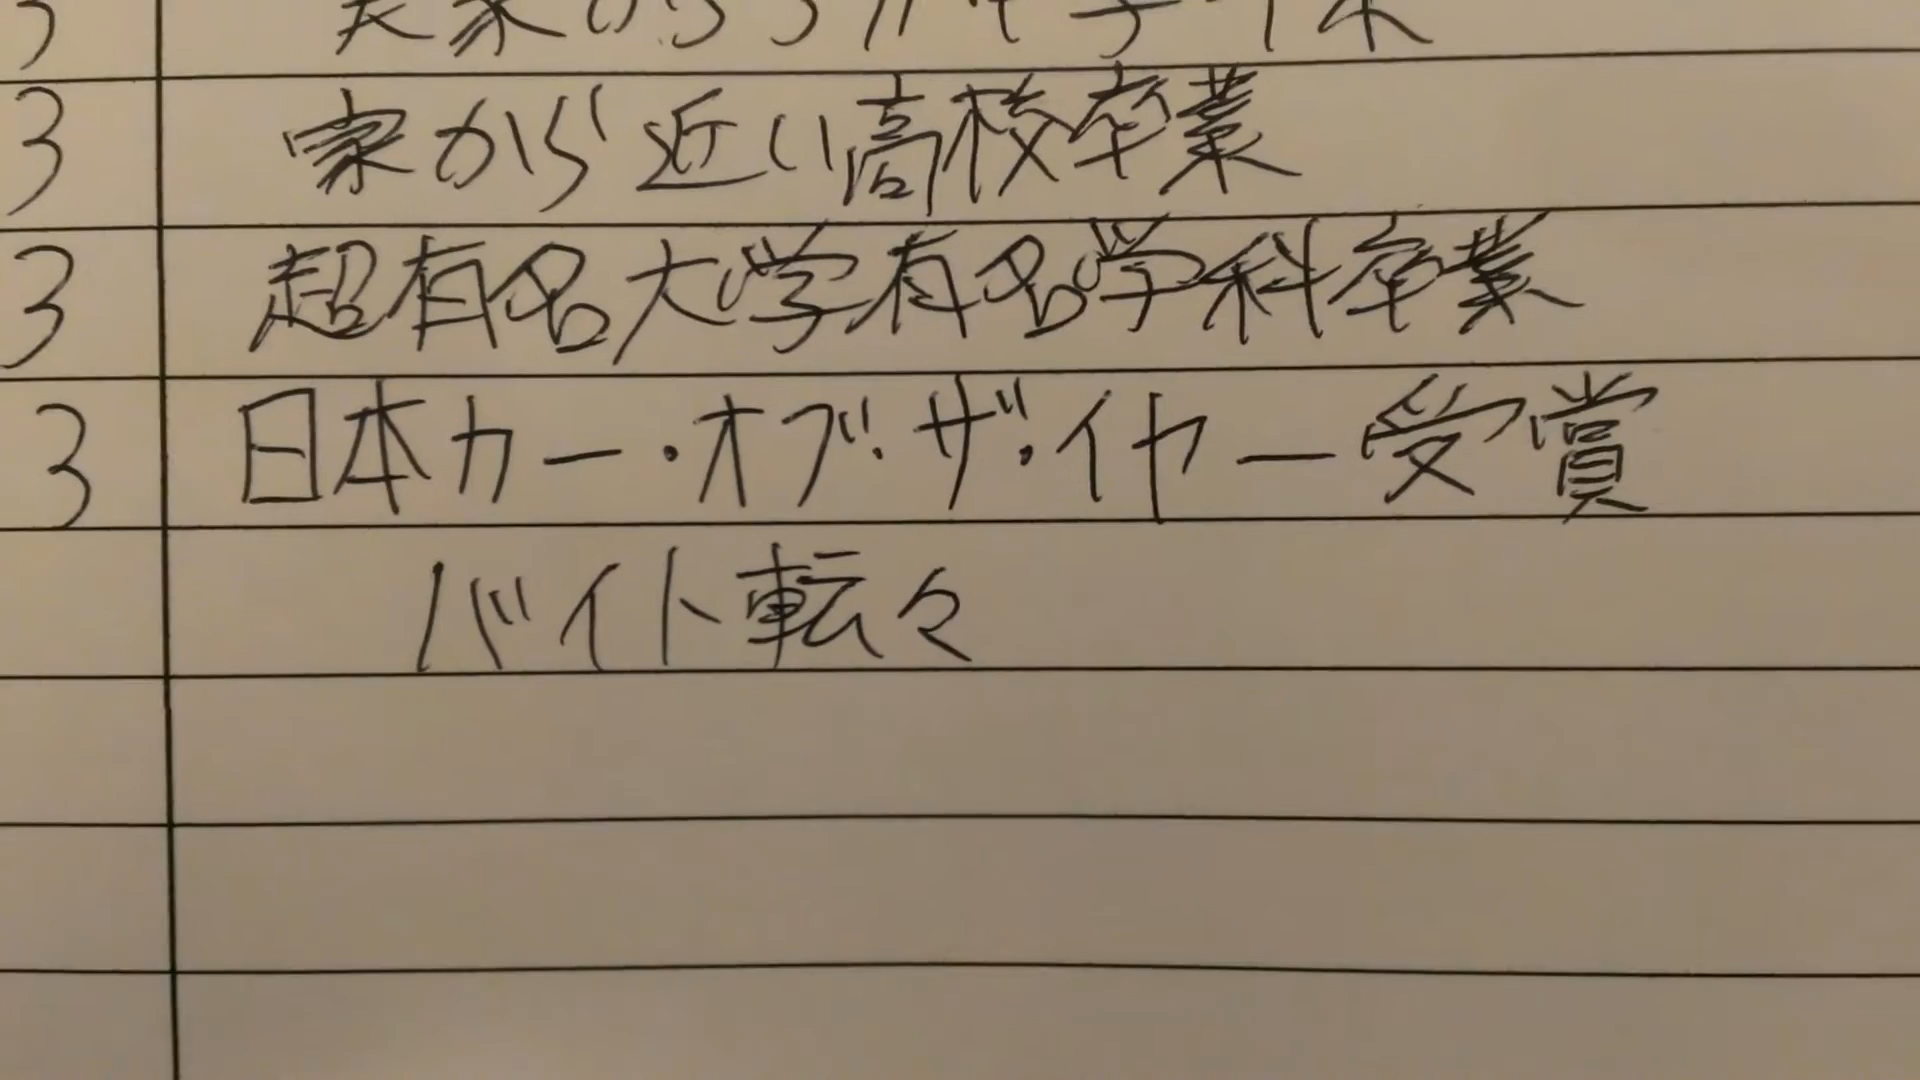 3 家から近い高校卒業
3 超有名大学有名学科卒業
3 日本カー・オブ・ザ・イヤー受賞
バイト転々